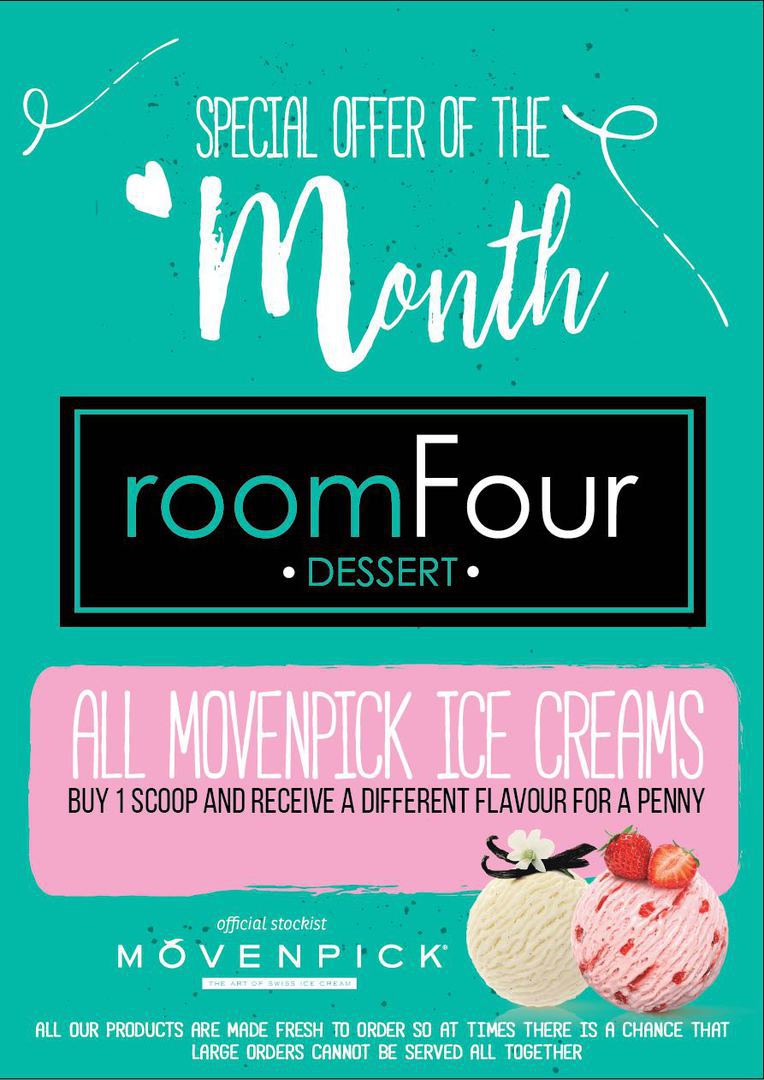 SPECIAL OFFER OF THE
Month
roomFour
• DESSERT •
ALL MOVENPICK ICE CREAMS
BUY 1 SCOOP AND RECEIVE A DIFFERENT FLAVOUR FOR A PENNY
official stockist
MÖVENPICK®
THE ART OF SWISS ICE CREAM
ALL OUR PRODUCTS ARE MADE FRESH TO ORDER SO AT TIMES THERE IS A CHANCE THAT
LARGE ORDERS CANNOT BE SERVED ALL TOGETHER